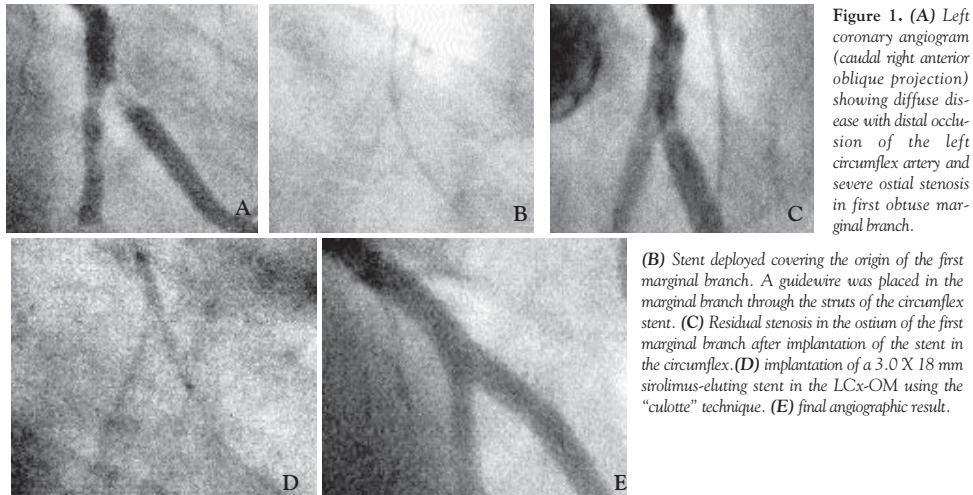 Figure 1. (A) Left
coronary angiogram
(caudal right anterior
oblique projection)
showing diffuse dis-
ease with distal occlu-
sion of the left
circumflex artery and
severe ostial stenosis
in first obtuse mar-
ginal branch.
A
B
C
(B) Stent deployed covering the origin of the first
marginal branch. A guidewire was placed in the
marginal branch through the struts of the circumflex
stent. (C) Residual stenosis in the ostium of the first
marginal branch after implantation of the stent in
the circumflex.(D) implantation of a 3.0 X 18 mm
sirolimus-eluting stent in the LCx-OM using the
“culotte” technique. (E) final angiographic result.
D
E